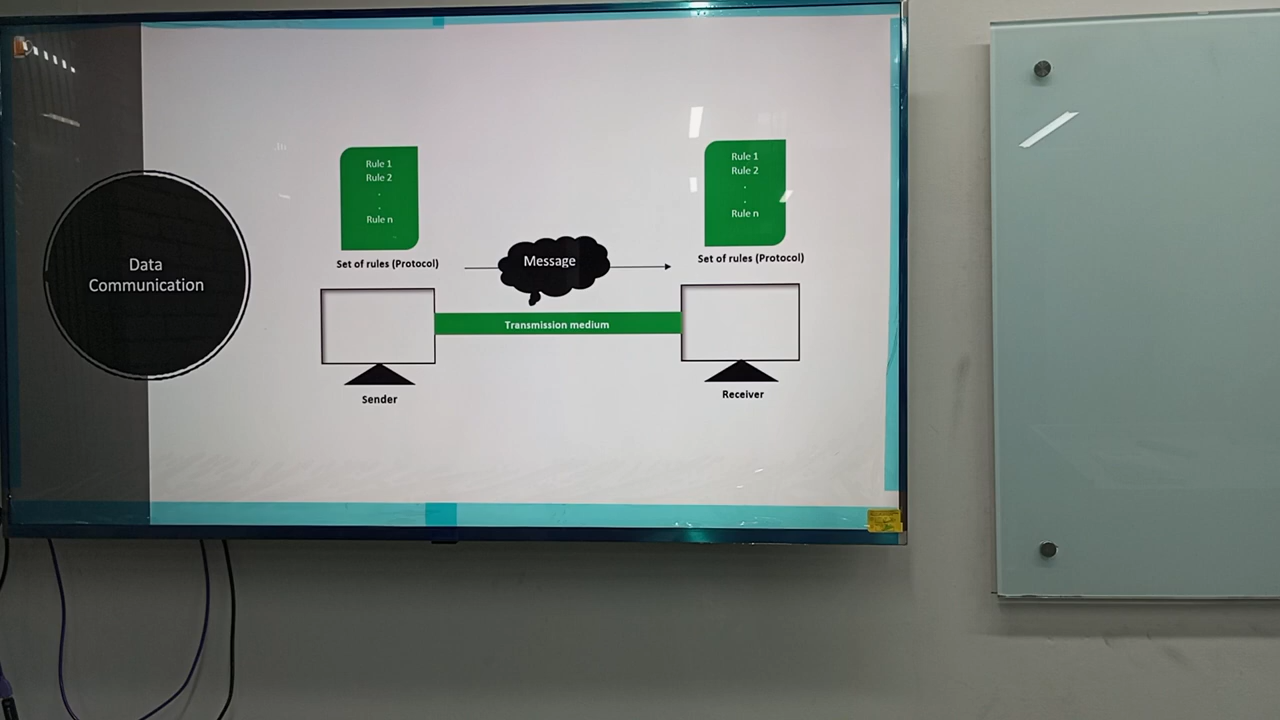 Data
Communication
Rule 1
Rule 2
.
.
Rule n
Set of rules (Protocol)
Message
Rule 1
Rule 2
.
.
Rule n
Set of rules (Protocol)
Transmission medium
Sender
Receiver